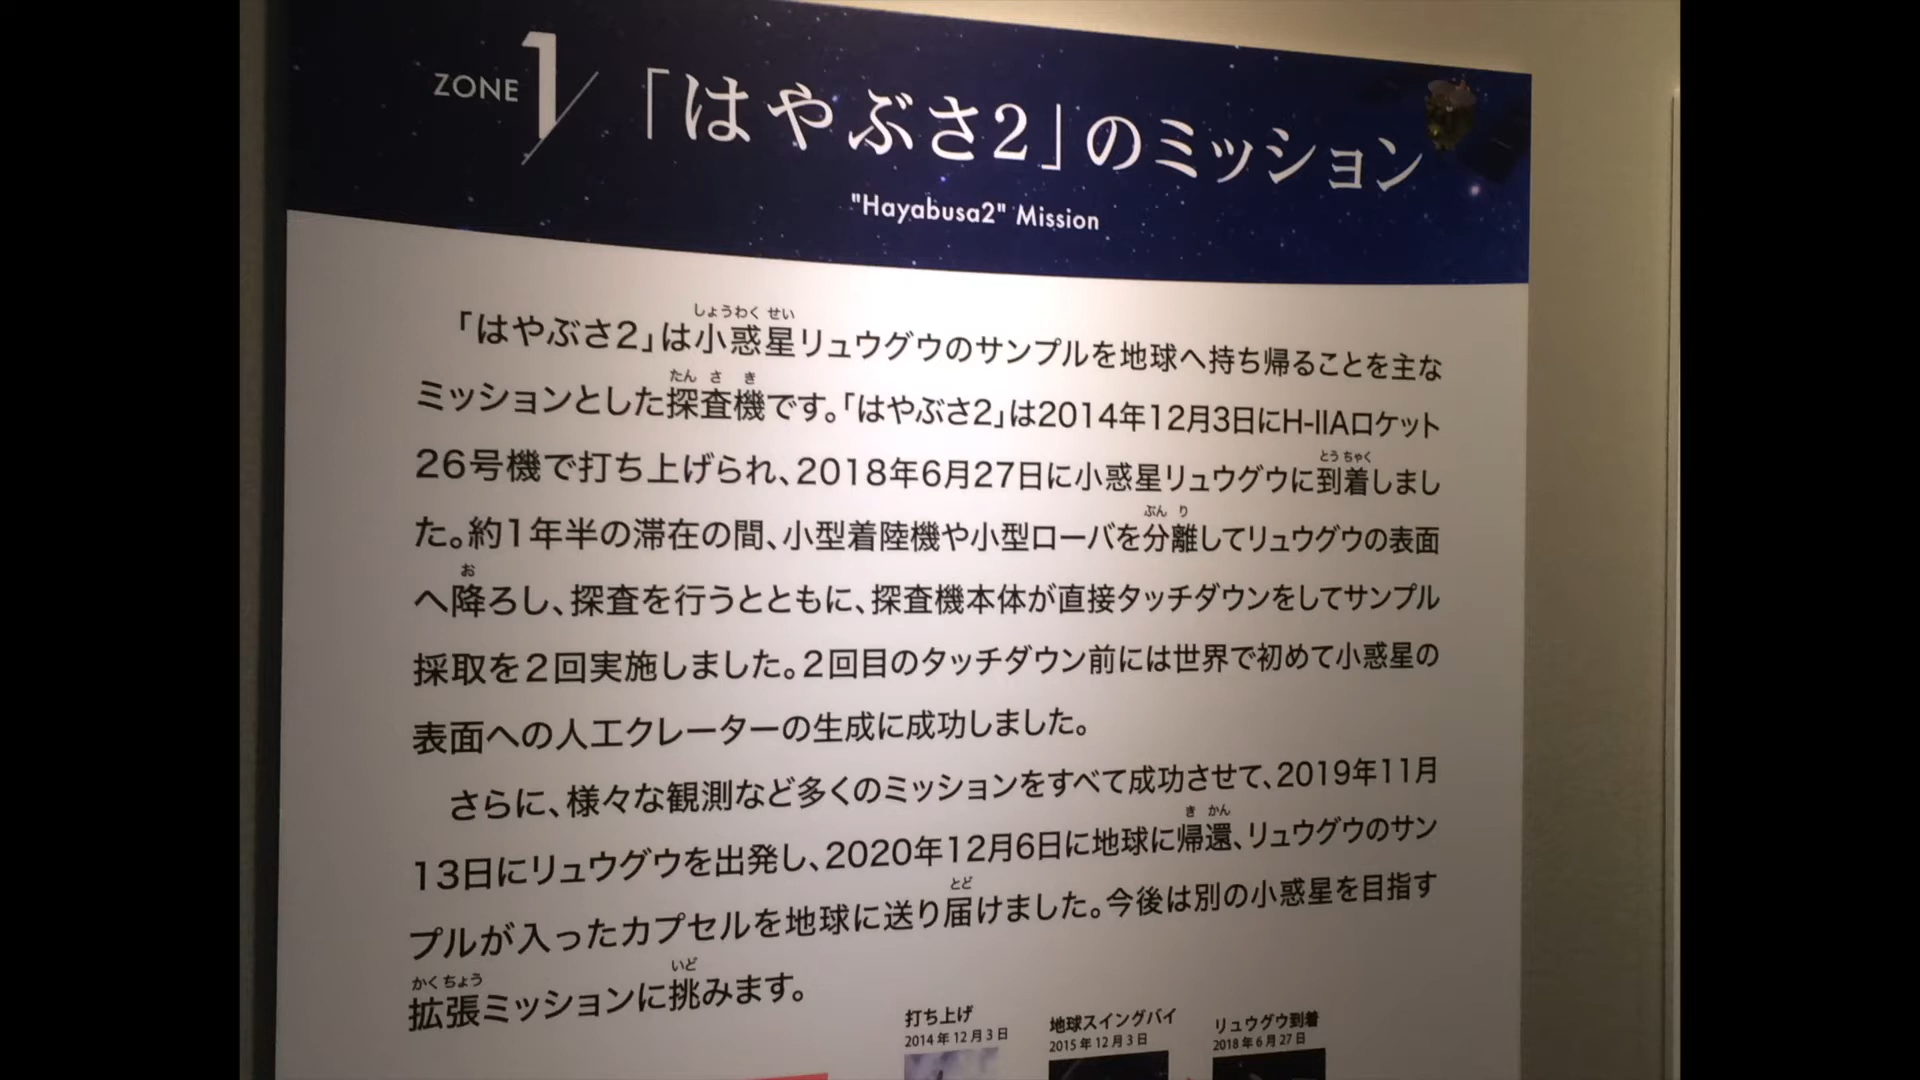 ZONE 1 「はやぶさ2」のミッション
"Hayabusa2" Mission
しょうわく せい
「はやぶさ2」は小惑星リュウグウのサンプルを地球へ持ち帰ることを主な
たん さ き
ミッションとした探査機です。「はやぶさ2」は2014年12月3日にH-IIAロケット
とう ちゃく
26号機で打ち上げられ、2018年6月27日に小惑星リュウグウに到着しまし
ぶん り
た。約1年半の滞在の間、小型着陸機や小型ローバを分離してリュウグウの表面
お
へ降ろし、探査を行うとともに、探査機本体が直接タッチダウンをしてサンプル
採取を2回実施しました。2回目のタッチダウン前には世界で初めて小惑星の
表面への人工クレーターの生成に成功しました。
さらに、様々な観測など多くのミッションをすべて成功させて、2019年11月
き かん
13日にリュウグウを出発し、2020年12月6日に地球に帰還、リュウグウのサン
とど
プルが入ったカプセルを地球に送り届けました。今後は別の小惑星を目指す
かく ちょう いど
拡張ミッションに挑みます。
打ち上げ 地球スイングバイ リュウグウ到着
2014年12月3日 2015年12月3日 2018年6月27日